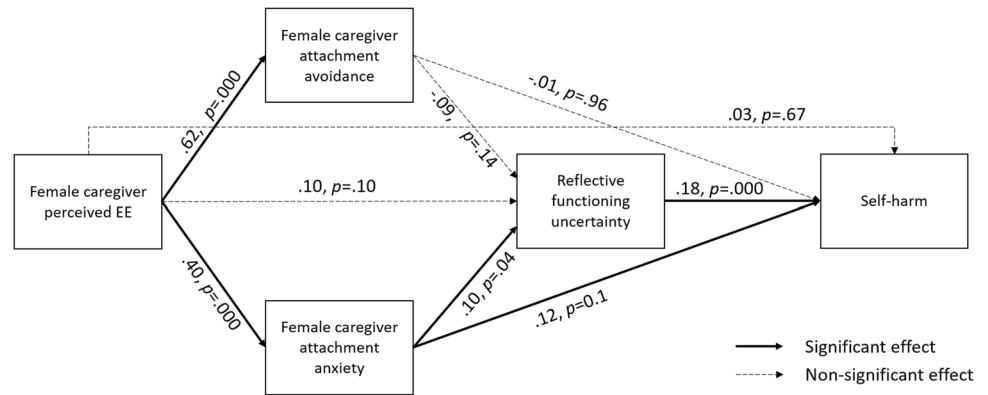 Female caregiver
attachment
avoidance
.62, p=.000
-.09, p=.14
-.01, p=.96
.03, p=.67
Female caregiver
perceived EE
.10, p=.10
Reflective
functioning
uncertainty
.18, p=.000
Self-harm
.40, p=.000
.10, p=.04
.12, p=0.1
Female caregiver
attachment
anxiety
Significant effect
Non-significant effect